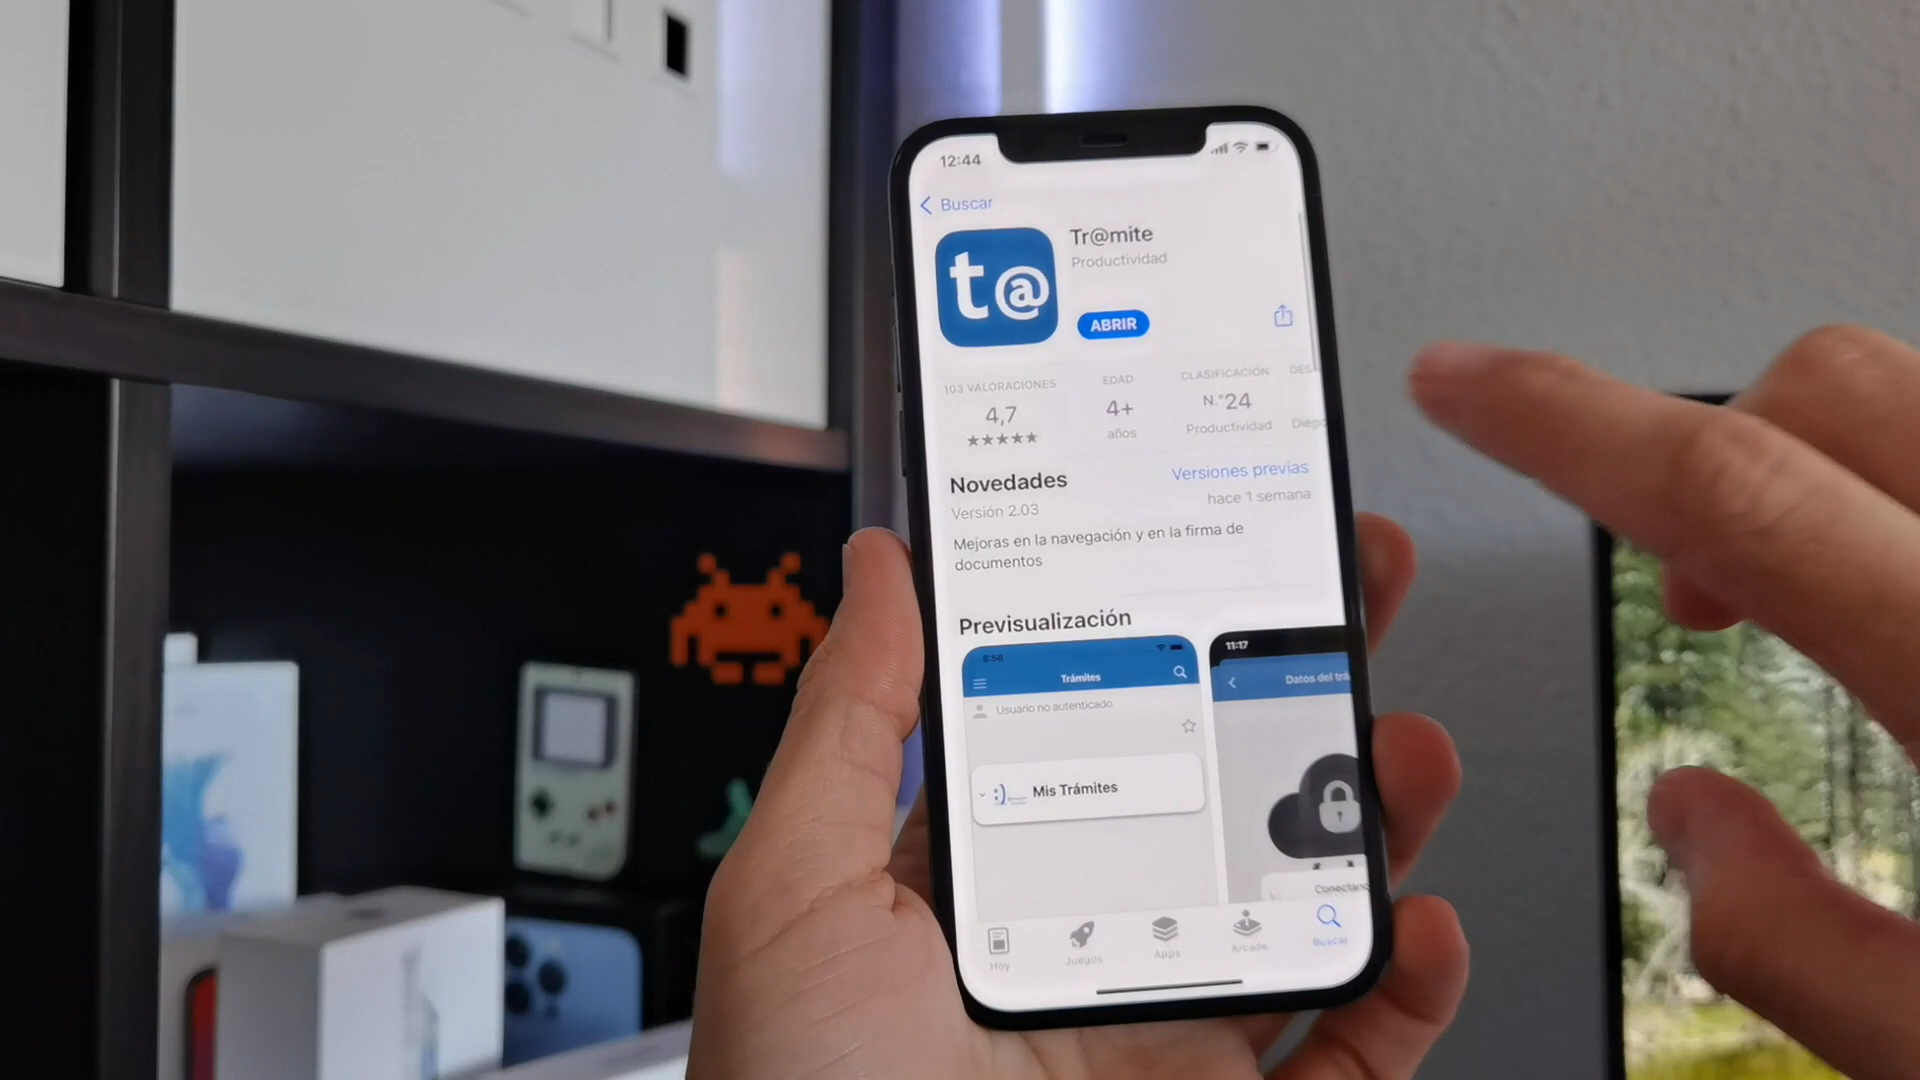 12:44
Buscar
t@
Tr@mite
Productividad
ABRIR
103 VALORACIONES
4,7
EDAD
4+
años
CLASIFICACIÓN
N.º24
Productividad
DES
Diego
Novedades
Versiones previas
Versión 2.03
hace 1 semana
Mejoras en la navegación y en la firma de
documentos
Previsualización
8:58
Trámites
Usuario no autenticado
Mis Trámites
11:17
Datos del trá
Conectand
Hoy
Juegos
Apps
Arcade
Buscar